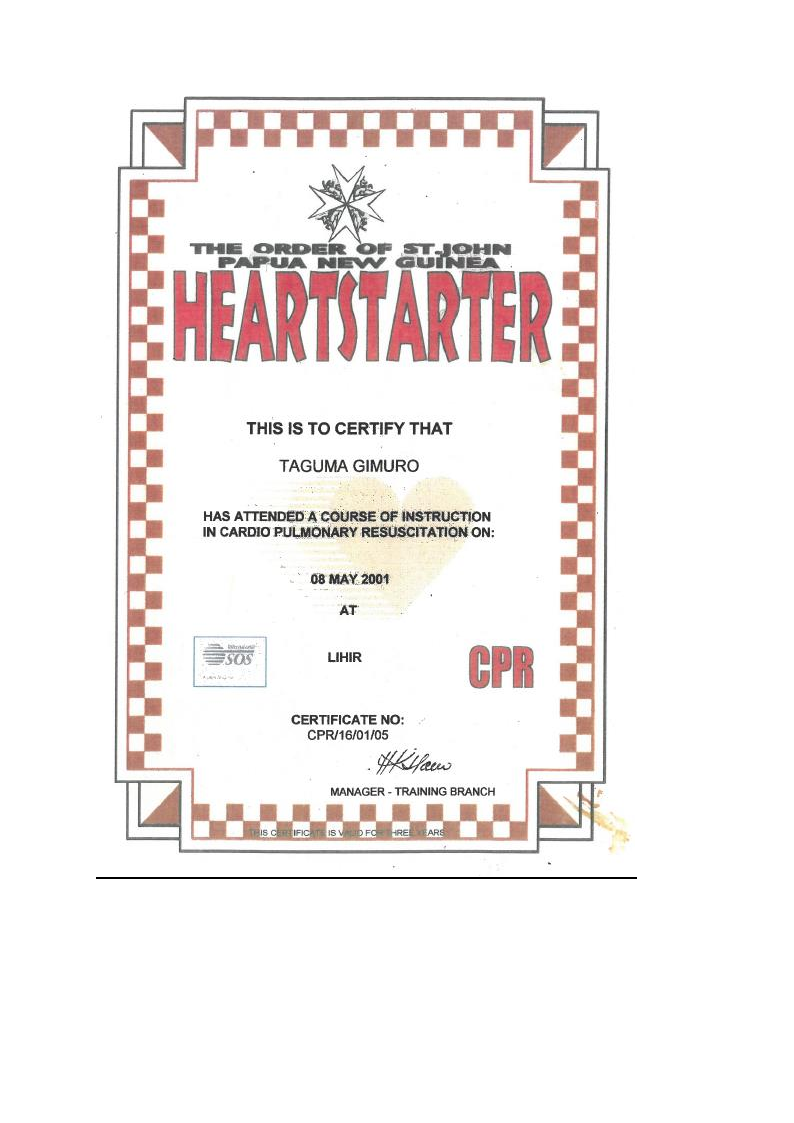 THE ORDER OF ST.JOHN
PAPUA NEW GUINEA
HEARTSTARTER
THIS IS TO CERTIFY THAT
TAGUMA GIMURO
HAS ATTENDED A COURSE OF INSTRUCTION
IN CARDIO PULMONARY RESUSCITATION ON:
08 MAY 2001
AT
LIHIR
International
SOS
CPR
CERTIFICATE NO:
CPR/16/01/05
MANAGER - TRAINING BRANCH
THIS CERTIFICATE IS VALID FOR THREE YEARS